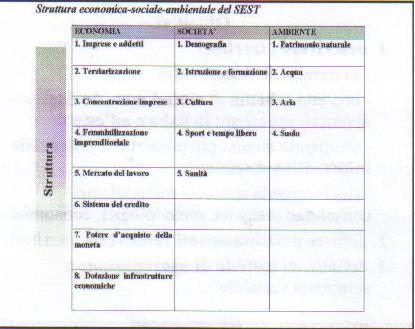 Struttura economica-sociale-ambientale del SEST
ECONOMIA SOCIETA' AMBIENTE
1. Imprese e addetti 1. Demografia 1. Patrimonio naturale
2. Terziarizzazione 2. Istruzione e formazione 2. Acqua
3. Concentrazione imprese 3. Cultura 3. Aria
4. Femminilizzazione 4. Sport e tempo libero 4. Suolo
imprenditoriale
5. Mercato del lavoro 5. Sanità
6. Sistema del credito
7. Potere d'acquisto della
moneta
8. Dotazione infrastrutture
economiche
Struttura